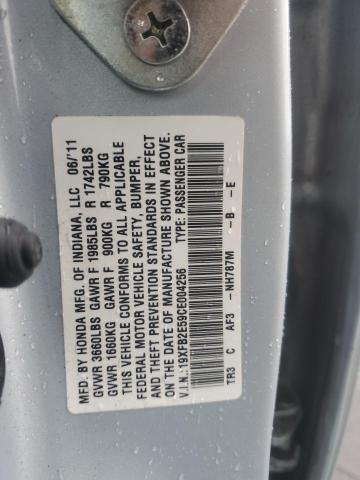 MFD. BY HONDA MFG. OF INDIANA, LLC 06/'11
GVWR 3660LBS GAWR F 1985LBS R 1742LBS
GVWR 1660KG GAWR F 900KG R 790KG
THIS VEHICLE CONFORMS TO ALL APPLICABLE
FEDERAL MOTOR VEHICLE SAFETY, BUMPER,
AND THEFT PREVENTION STANDARDS IN EFFECT
ON THE DATE OF MANUFACTURE SHOWN ABOVE.
V.I.N.: 19XFB2E59CE004256 TYPE: PASSENGER CAR
TR3 C AF3 -NH787M -B -E